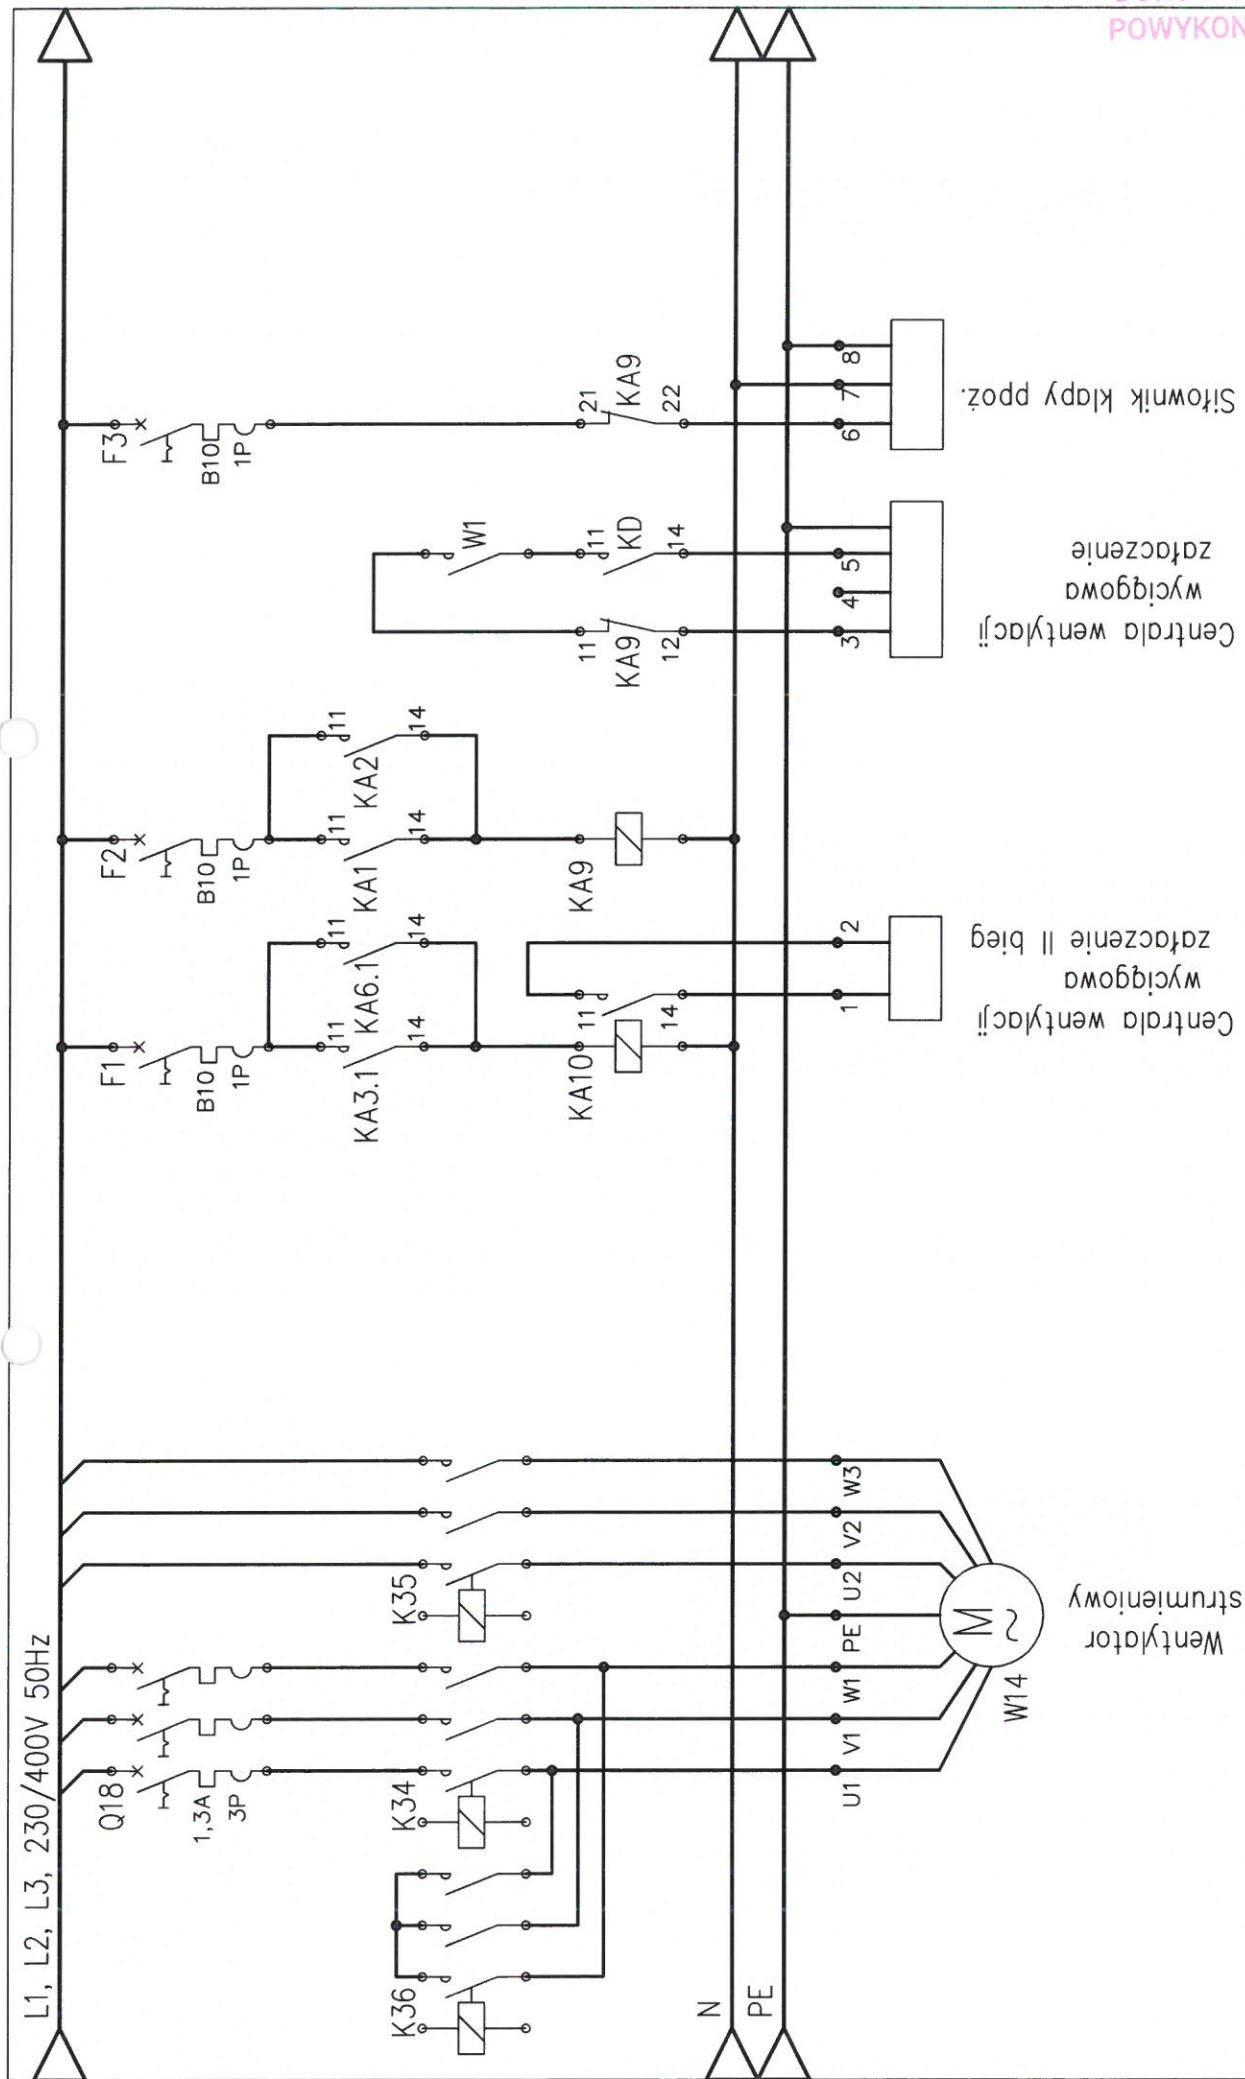 POWYKON
L1, L2, L3, 230/400V 50Hz
Q18
1,3A
3P
K36
K34
K35
F1
B10
1P
KA3.1
11
14
KA6.1
11
14
KA10
11
14
F2
B10
1P
KA1
11
14
KA2
11
14
KA9
W1
11
KD
14
11
KA9
12
F3
B10
1P
21
KA9
22
N
PE
U1
V1
W1
PE
U2
V2
W3
1
2
3
4
5
6
7
8
M
~
W14
Wentylator
strumieniowy
Centrala wentylacji
wyciągowa
załaczenie II bieg
Centrala wentylacji
wyciągowa
załaczenie
Siłownik klapy ppoż.